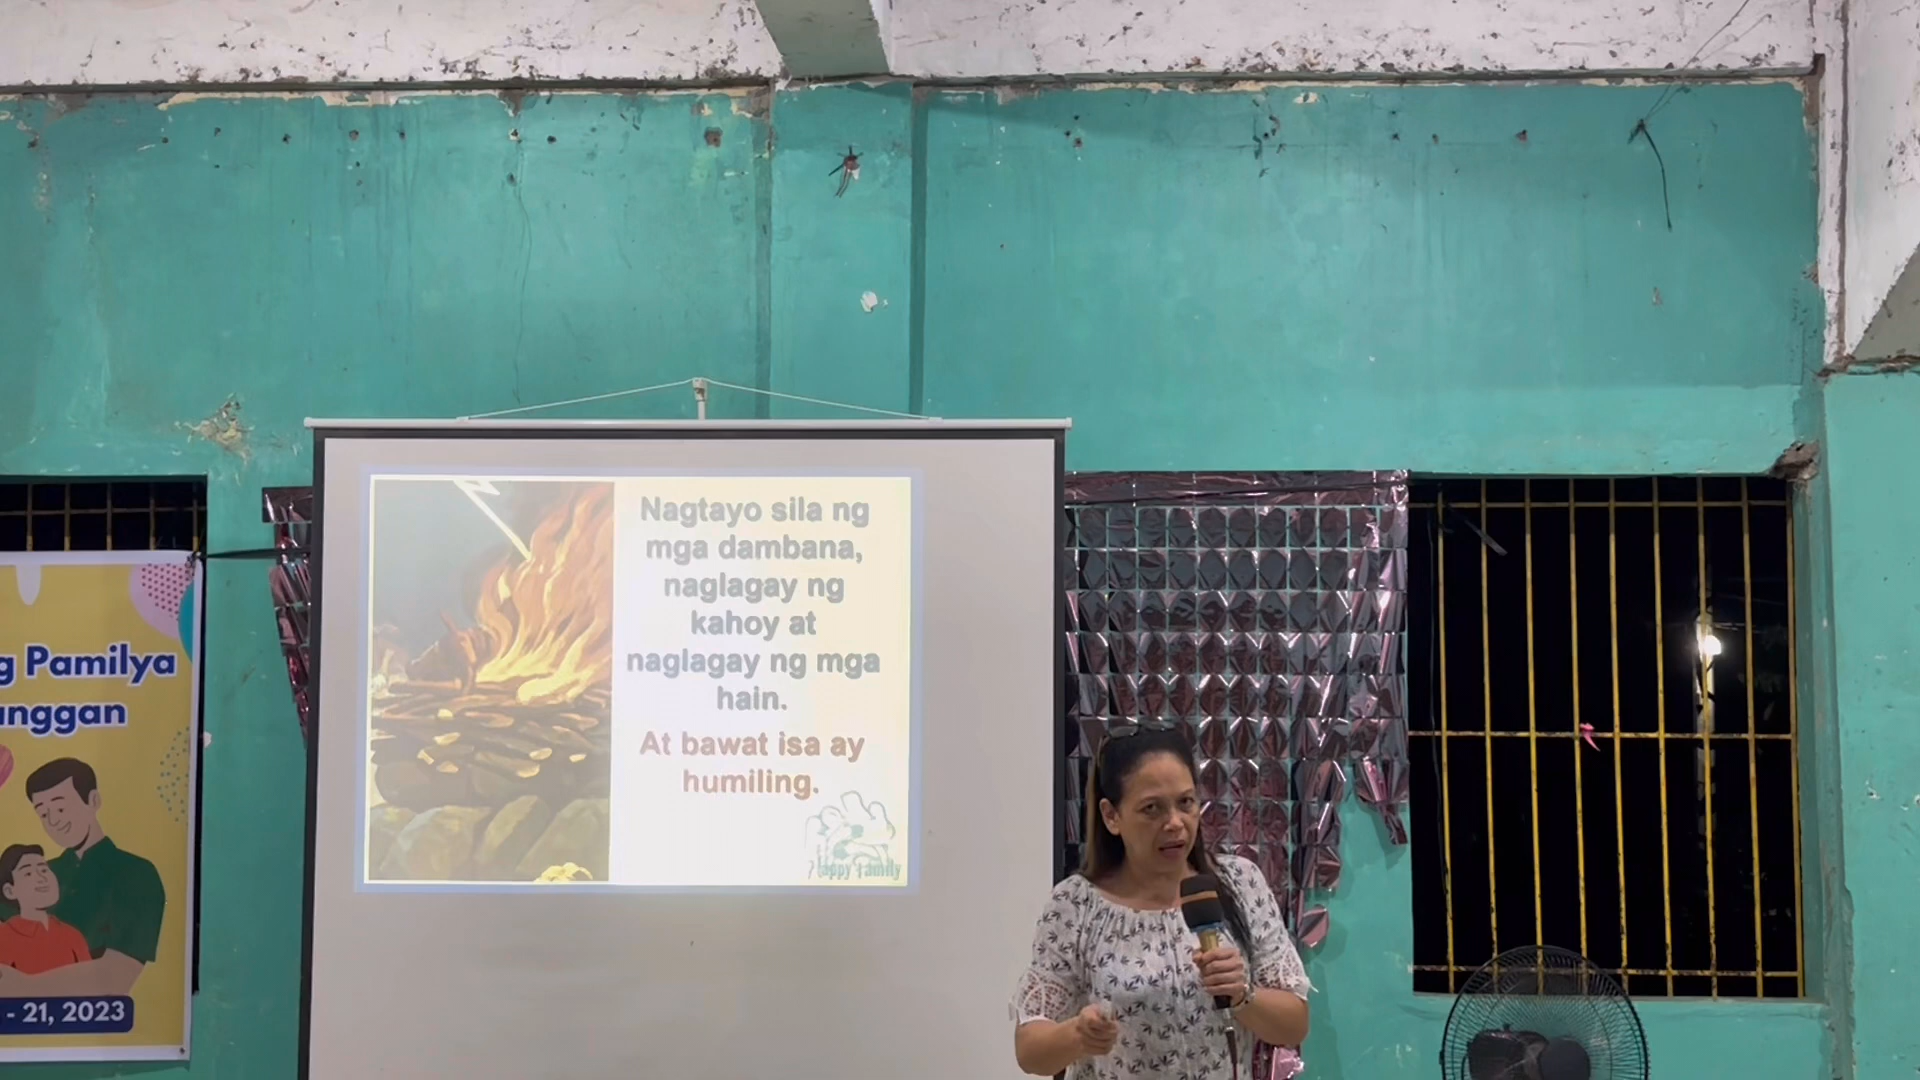 Nagtayo sila ng
mga dambana,
naglagay ng
kahoy at
naglagay ng mga
hain.
At bawat isa ay
humiling.
Happy Family
g Pamilya
anggan
- 21, 2023